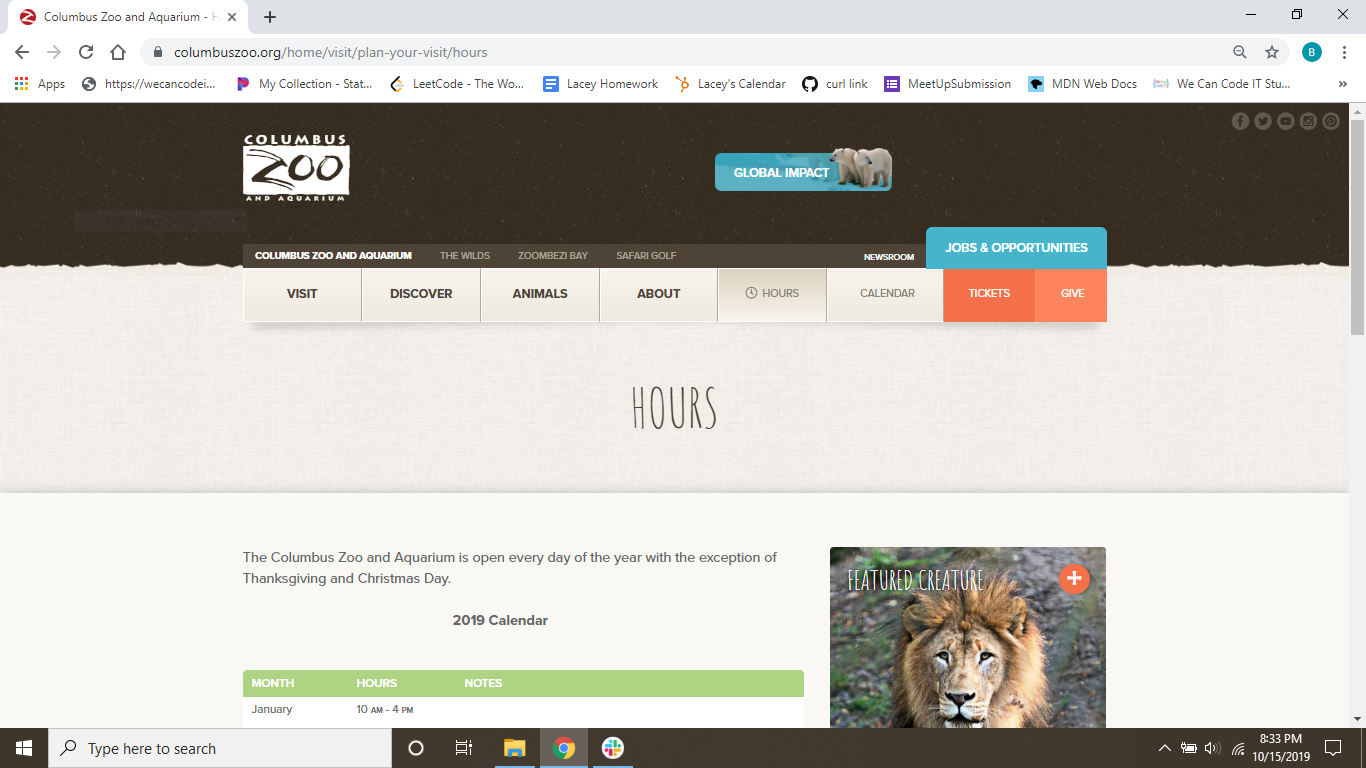 Columbus Zoo and Aquarium - H
columbuszoo.org/home/visit/plan-your-visit/hours
B
Apps
https://wecancodei...
My Collection - Stat...
LeetCode - The Wo...
Lacey Homework
Lacey's Calendar
curl link
MeetUpSubmission
MDN Web Docs
We Can Code IT Stu...
»
COLUMBUS
ZOO
AND AQUARIUM
GLOBAL IMPACT
JOBS & OPPORTUNITIES
COLUMBUS ZOO AND AQUARIUM
THE WILDS
ZOOMBEZI BAY
SAFARI GOLF
NEWSROOM
VISIT
DISCOVER
ANIMALS
ABOUT
HOURS
CALENDAR
TICKETS
GIVE
HOURS
The Columbus Zoo and Aquarium is open every day of the year with the exception of
Thanksgiving and Christmas Day.
2019 Calendar
FEATURED CREATURE
MONTH HOURS NOTES
January 10 AM - 4 PM
Type here to search
8:33 PM
10/15/2019